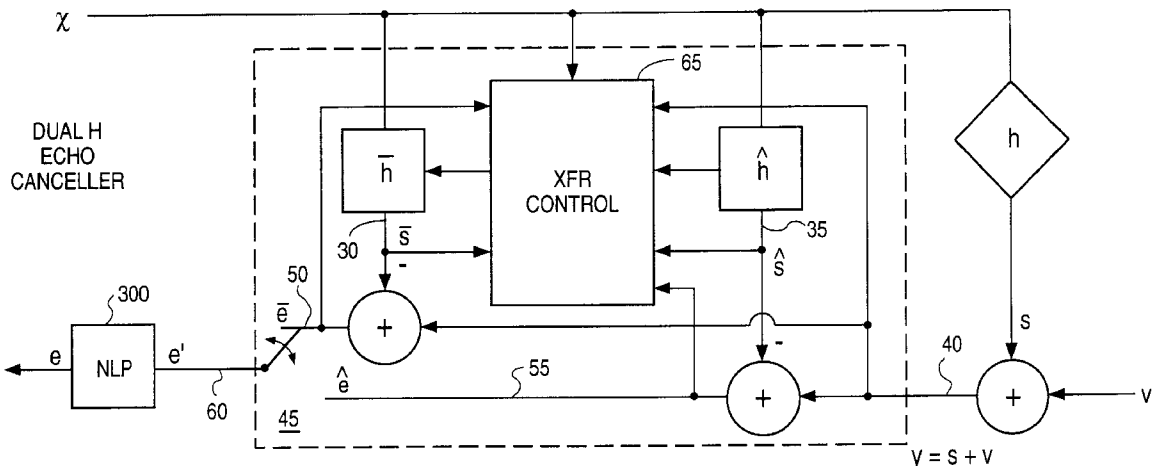 χ
65
DUAL H
ECHO
CANCELLER
h̅
XFR
CONTROL
ĥ
h
30
s̅
-
35
ŝ
300
50
e̅
+
s
40
-
e
NLP
e'
60
ê
55
+
+
v
45
y = s + v